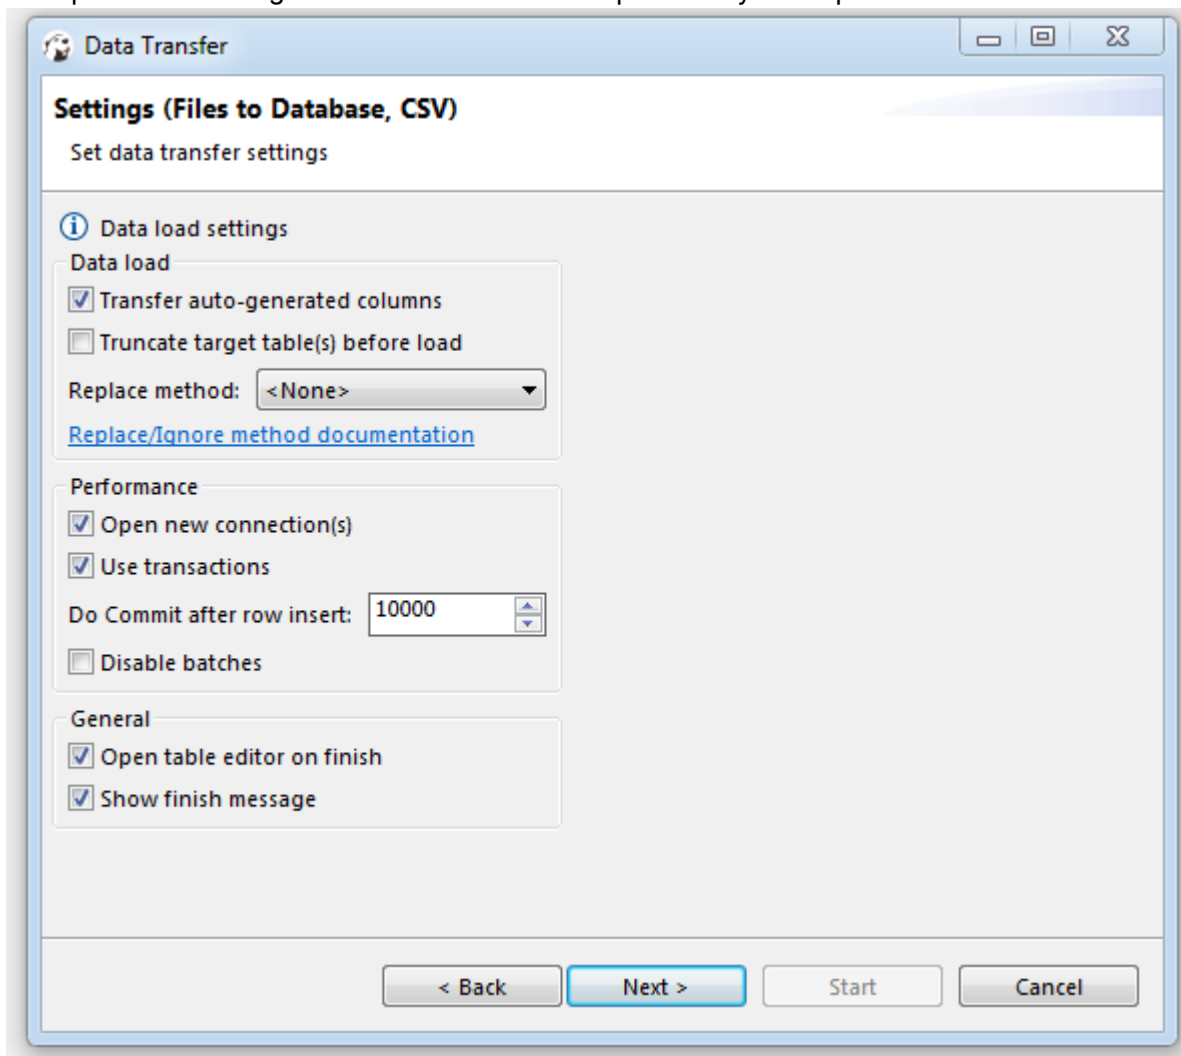 Data Transfer
Settings (Files to Database, CSV)
Set data transfer settings
Data load settings
Data load
Transfer auto-generated columns
Truncate target table(s) before load
Replace method: <None>
Replace/Ignore method documentation
Performance
Open new connection(s)
Use transactions
Do Commit after row insert: 10000
Disable batches
General
Open table editor on finish
Show finish message
< Back Next > Start Cancel